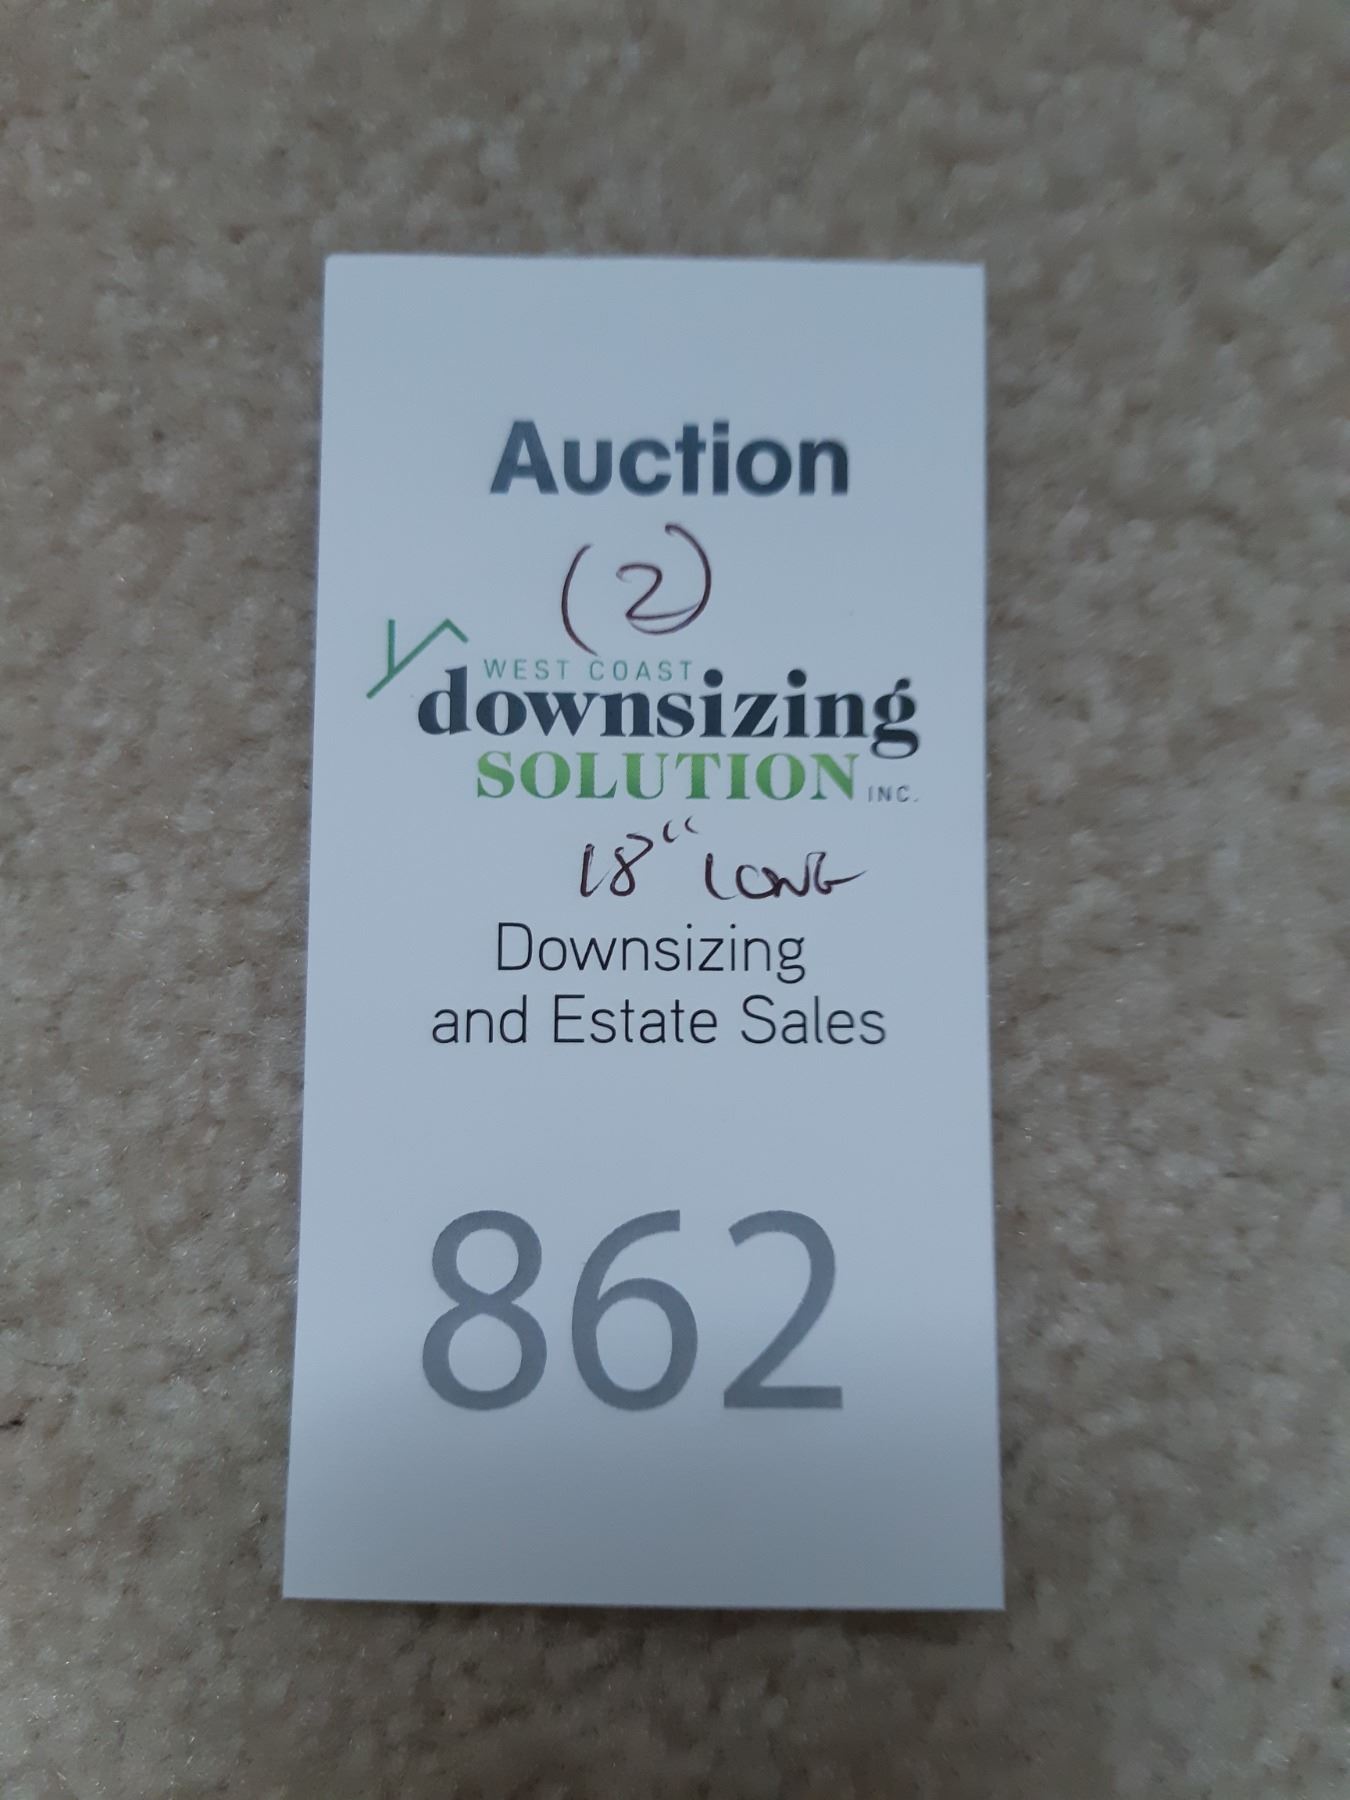 Auction
(2)
WEST COAST
downsizing
SOLUTION INC.
18" LONG
Downsizing
and Estate Sales
862